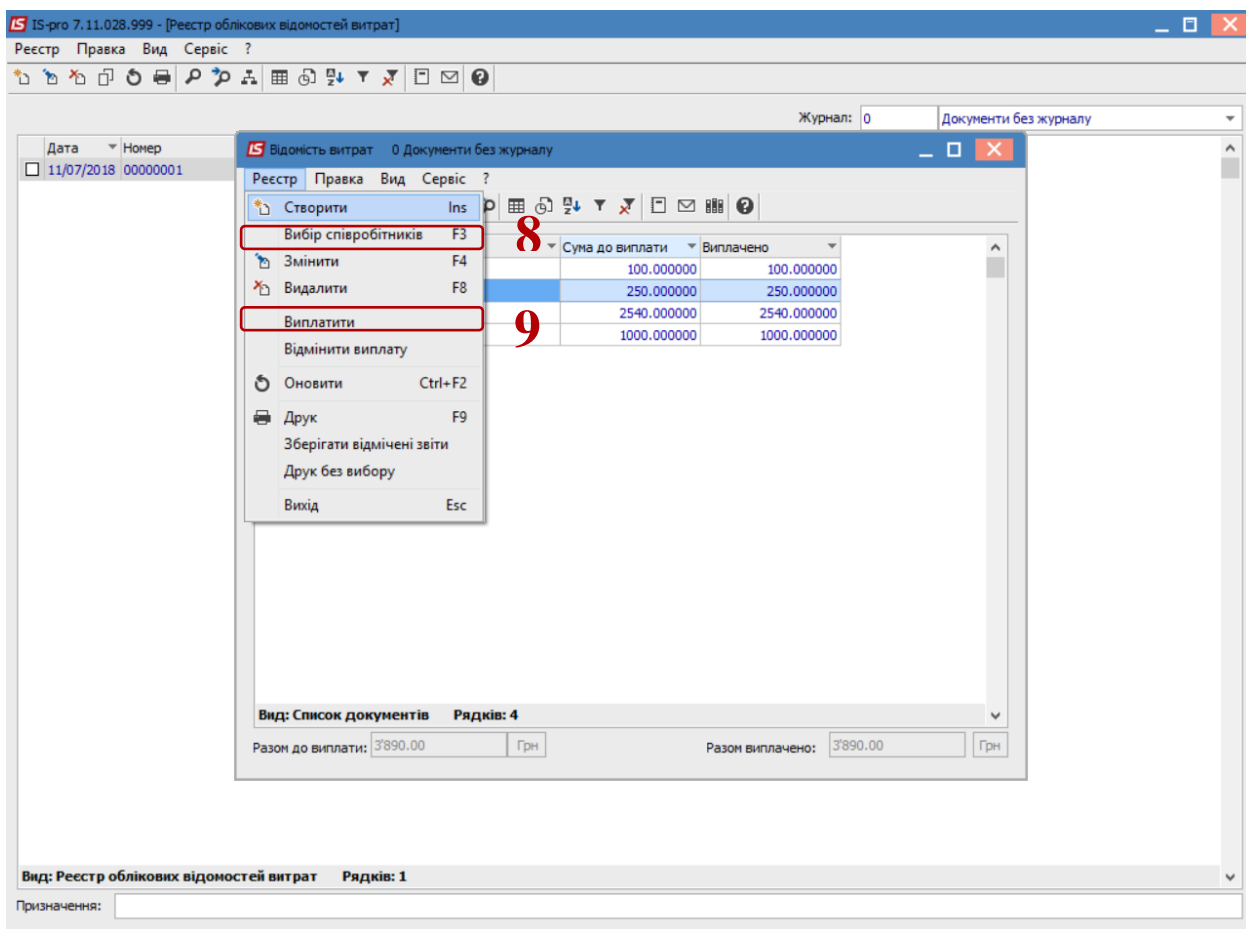 IS-pro 7.11.028.999 - [Реєстр облікових відомостей витрат]
Реєстр Правка Вид Сервіс ?
Журнал: 0 Документи без журналу
Дата Номер
11/07/2018 00000001
Відомість витрат 0 Документи без журналу
Реєстр Правка Вид Сервіс ?
Створити Ins
Вибір співробітників F3
8
Сума до виплати Виплачено
Змінити F4
100.000000 100.000000
Видалити F8
250.000000 250.000000
2540.000000 2540.000000
Виплатити
9
1000.000000 1000.000000
Відмінити виплату
Оновити Ctrl+F2
Друк F9
Зберігати відмічені звіти
Друк без вибору
Вихід Esc
Вид: Список документів Рядків: 4
Разом до виплати: 3'890.00 Грн Разом виплачено: 3'890.00 Грн
Вид: Реєстр облікових відомостей витрат Рядків: 1
Призначення: